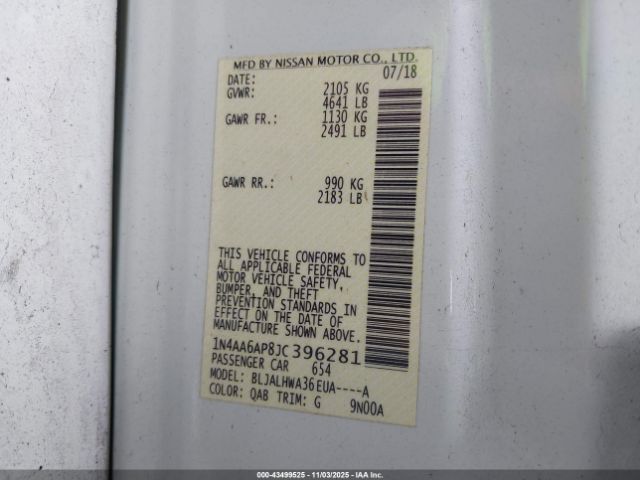 MFD BY NISSAN MOTOR CO., LTD.
DATE: 07/18
GVWR: 2105 KG
4641 LB
GAWR FR.: 1130 KG
2491 LB
GAWR RR.: 990 KG
2183 LB
THIS VEHICLE CONFORMS TO
ALL APPLICABLE FEDERAL
MOTOR VEHICLE SAFETY,
BUMPER, AND THEFT
PREVENTION STANDARDS IN
EFFECT ON THE DATE OF
MANUFACTURE SHOWN ABOVE.
1N4AA6AP8JC396281
PASSENGER CAR 654
MODEL: BLJALHWA36EUA----A
COLOR: QAB TRIM: G 9N00A
000-43499525 - 11/03/2025 - IAA Inc.